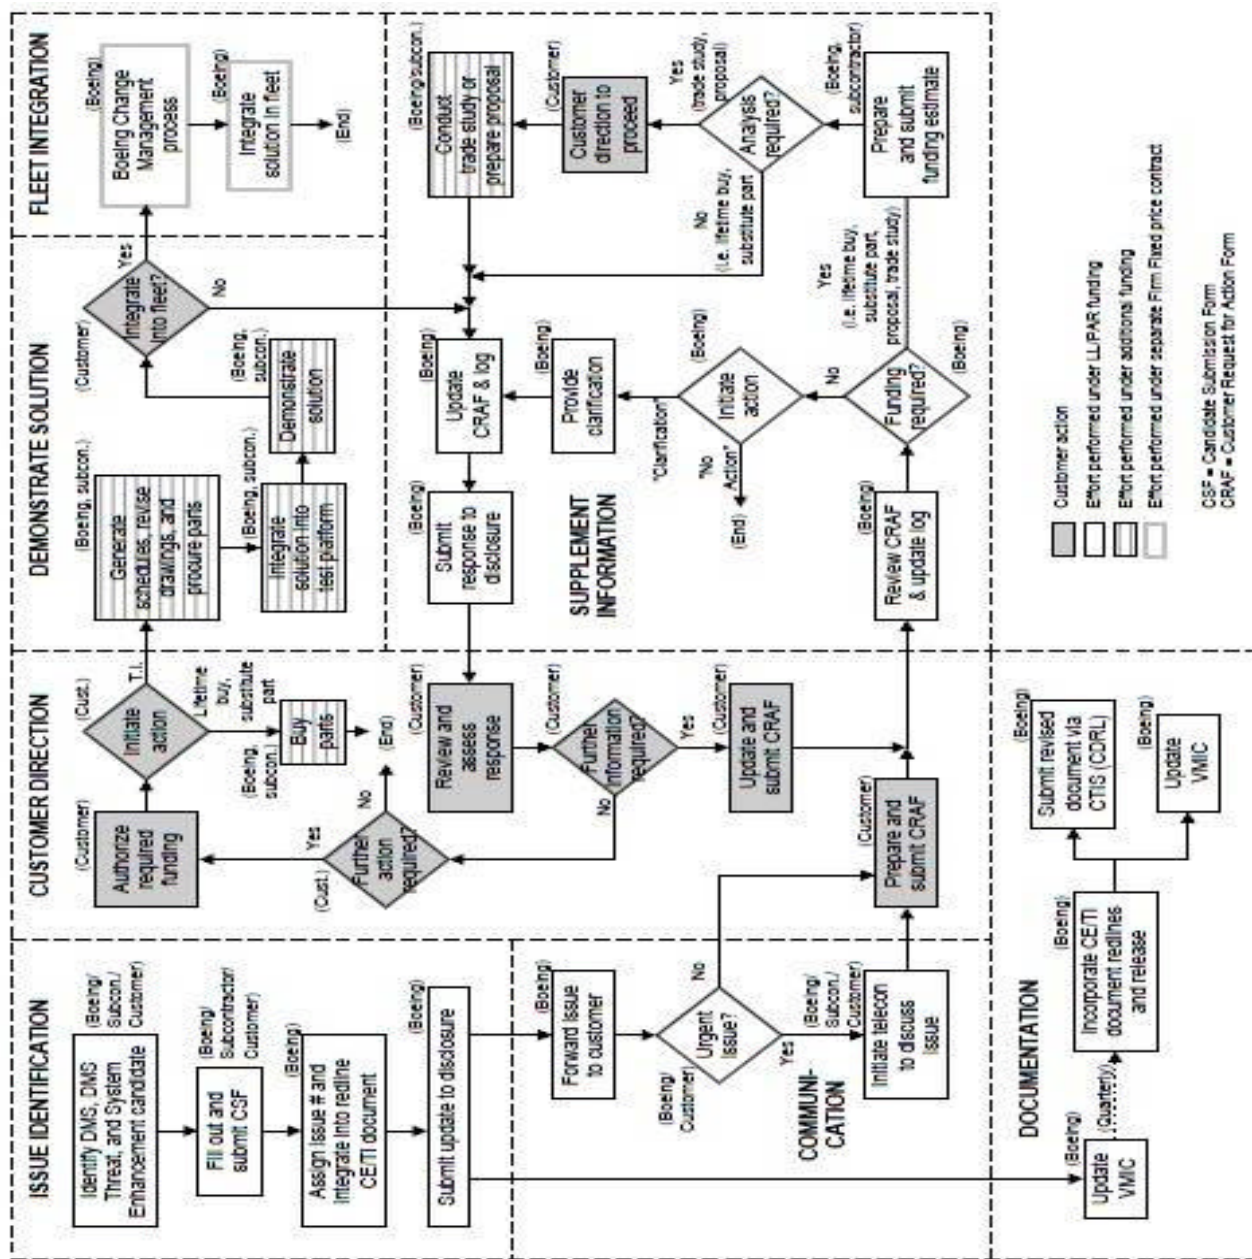 ISSUE IDENTIFICATION
(Boeing/
Subcon./
Customer)
Identify DMS, DMS
Threat, and System
Enhancement candidate
(Boeing/
Subcontractor/
Customer)
Fill out and
submit CSF
(Boeing)
Assign Issue # and
Integrate into redline
CE/TI document
(Boeing)
Submit update to disclosure
COMMUNI-
CATION
(Boeing)
Forward issue
to customer
(Boeing/
Customer)
Urgent
Issue?
No
Yes
(Boeing/
Subcon./
Customer)
Initiate telecon
to discuss
issue
CUSTOMER DIRECTION
(Customer)
Authorize
required
funding
(Cust.)
Initiate
action
T.I.
Lifetime
buy,
substitute
part
(Boeing,
subcon.)
Buy
parts
(End)
(Cust.)
Further
action
required?
Yes
No
(Customer)
Review and
assess
response
(Customer)
Further
information
required?
No
Yes
(Customer)
Update and
submit CRAF
(Customer)
Prepare and
submit CRAF
DEMONSTRATE SOLUTION
(Boeing, subcon.)
Generate
schedules, revise
drawings, and
procure parts
(Boeing, subcon.)
Integrate
solution into
test platform
(Boeing,
subcon.)
Demonstrate
solution
(Customer)
Integrate
into fleet?
Yes
No
FLEET INTEGRATION
(Boeing)
Boeing Change
Management
process
(Boeing)
Integrate
solution in fleet
(End)
SUPPLEMENT
INFORMATION
(Boeing)
Submit
response to
disclosure
(Boeing)
Update
CRAF & log
(Boeing)
Provide
clarification
"Clarification"
(Boeing)
Initiate
action
"No
Action"
(End)
No
(Boeing)
Funding
required?
Yes
(i.e. lifetime buy,
substitute part,
proposal, trade study)
(Boeing)
Review CRAF
& update log
(Boeing/subcon.)
Conduct
trade study or
prepare proposal
(Customer)
Customer
direction to
proceed
Yes
(trade study,
proposal)
Analysis
required?
No
(i.e. lifetime buy,
substitute part
(Boeing,
subcontractor)
Prepare
and submit
funding estimate
DOCUMENTATION
(Boeing)
Update
VMIC
(Quarterly)
(Boeing)
Incorporate CE/TI
document redlines
and release
(Boeing)
Submit revised
document via
CTIS (CDRL)
(Boeing)
Update
VMIC
Customer action
Effort performed under LL/PAR funding
Effort performed under additional funding
Effort performed under separate Firm Fixed price contract
CSF = Candidate Submission Form
CRAF = Customer Request for Action Form